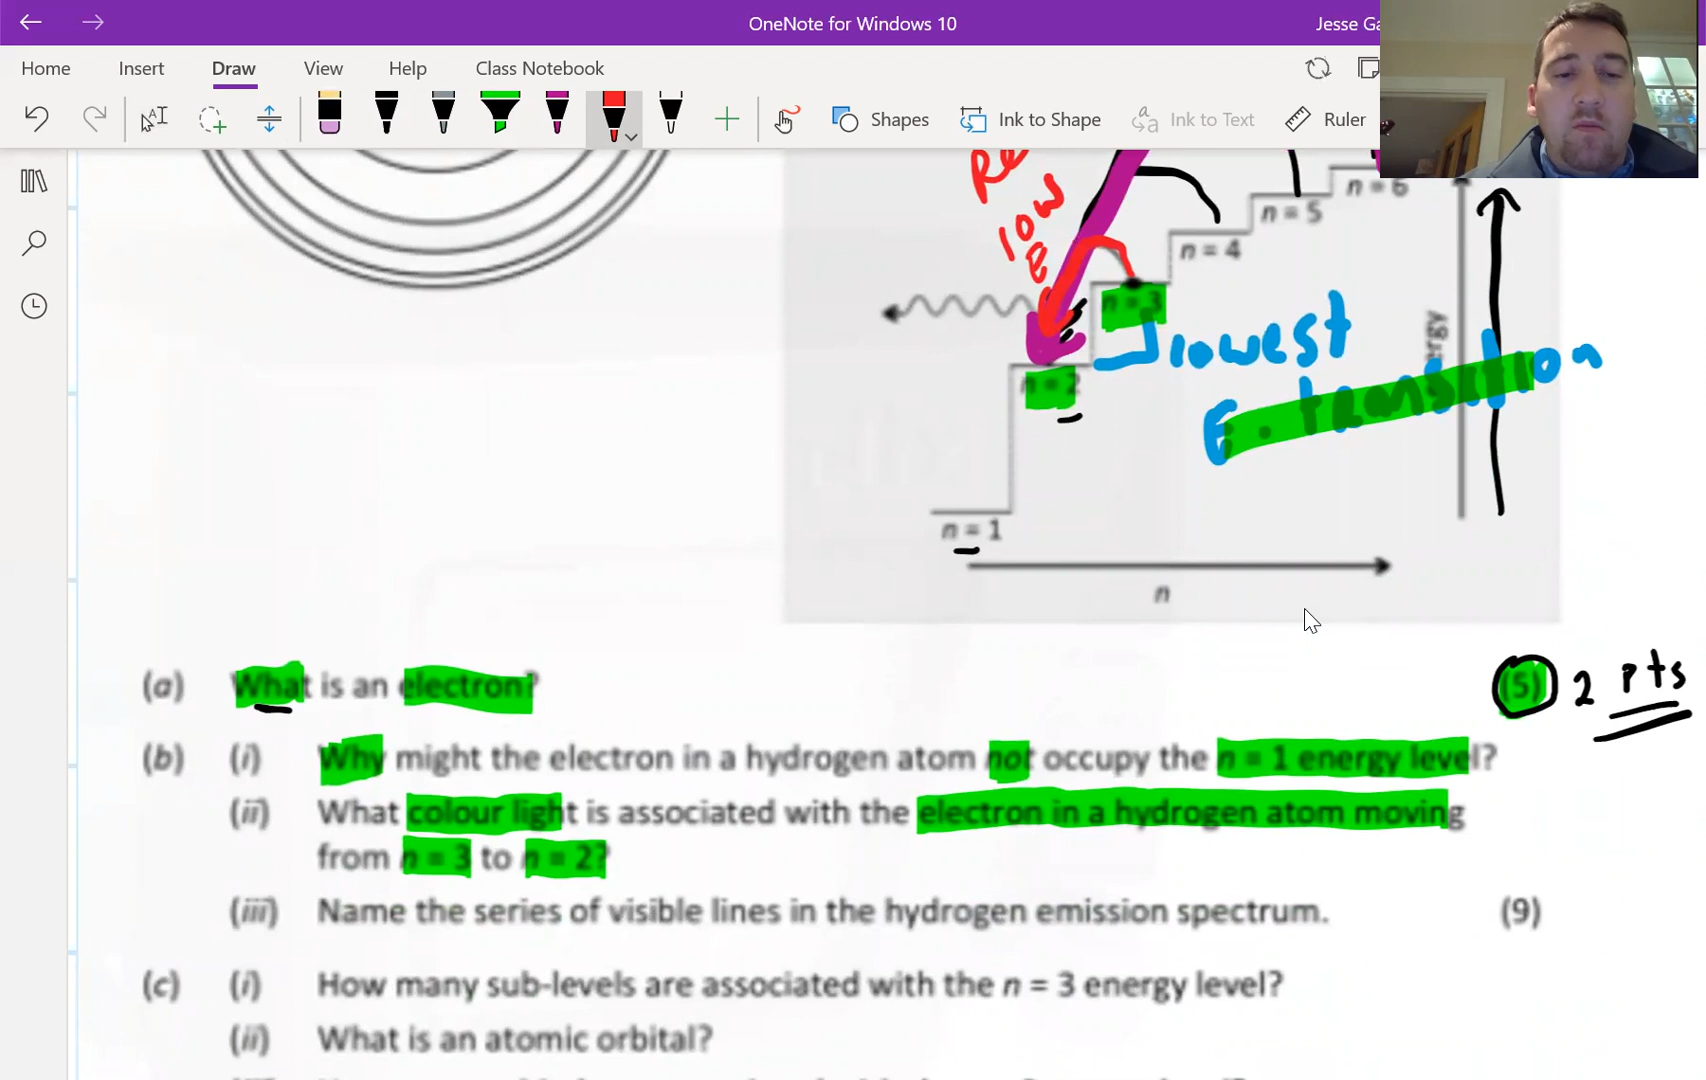 OneNote for Windows 10
Jesse Ga
Home Insert Draw View Help Class Notebook
Shapes Ink to Shape Ink to Text Ruler
Re
low
E
n = 6
n = 5
n = 4
n = 3
lowest
n = 2
E. transition
ergy
n = 1
n
(a) What is an electron? (5) 2 pts
(b) (i) Why might the electron in a hydrogen atom not occupy the n = 1 energy level?
(ii) What colour light is associated with the electron in a hydrogen atom moving
from n = 3 to n = 2?
(iii) Name the series of visible lines in the hydrogen emission spectrum. (9)
(c) (i) How many sub-levels are associated with the n = 3 energy level?
(ii) What is an atomic orbital?